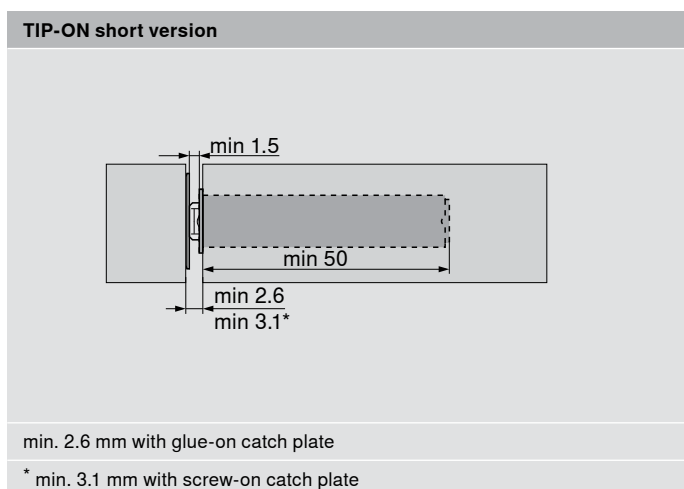 TIP-ON short version
min 1.5
min 50
min 2.6
min 3.1*
min. 2.6 mm with glue-on catch plate
* min. 3.1 mm with screw-on catch plate